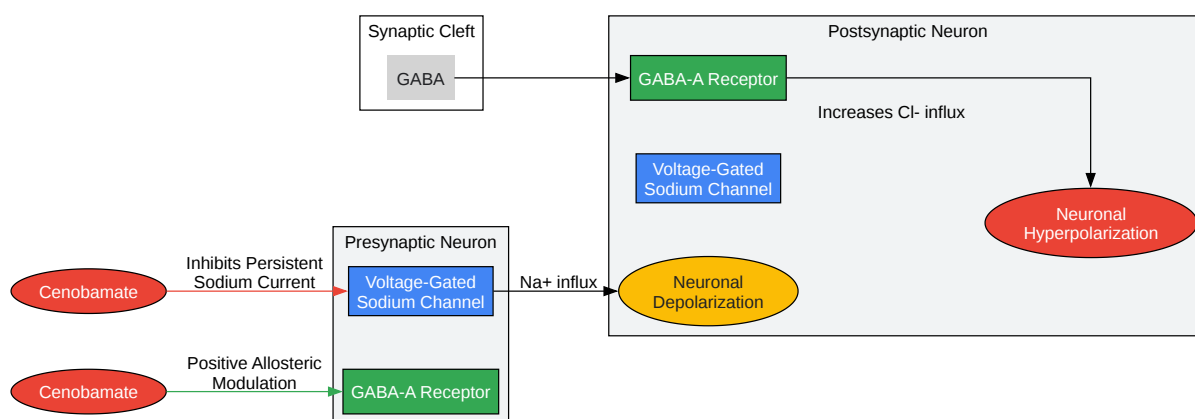 Synaptic Cleft
GABA
Postsynaptic Neuron
GABA-A Receptor
Increases Cl- influx
Voltage-Gated
Sodium Channel
Neuronal
Hyperpolarization
Presynaptic Neuron
Cenobamate
Inhibits Persistent
Sodium Current
Voltage-Gated
Sodium Channel
Na+ influx
Neuronal
Depolarization
Cenobamate
Positive Allosteric
Modulation
GABA-A Receptor